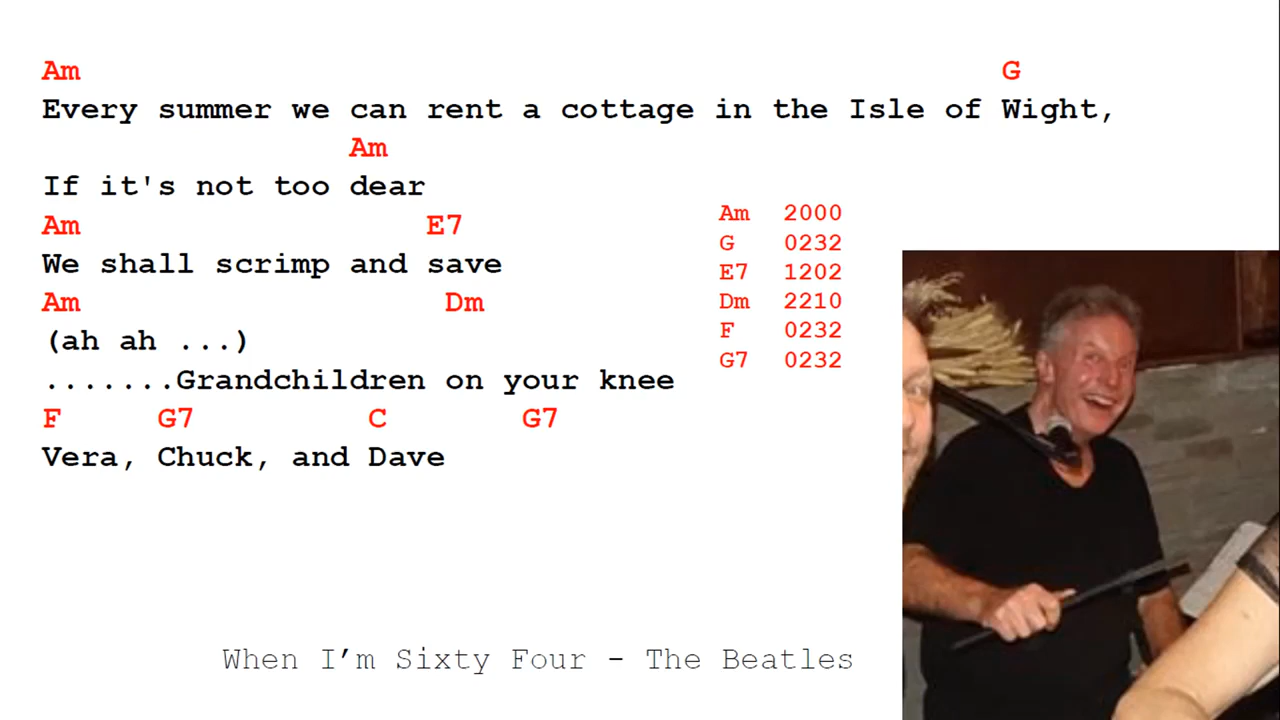 Am G
Every summer we can rent a cottage in the Isle of Wight,
Am
If it's not too dear
Am E7
We shall scrimp and save
Am Dm
(ah ah ...)
.......Grandchildren on your knee
F G7 C G7
Vera, Chuck, and Dave
Am 2000
G 0232
E7 1202
Dm 2210
F 0232
G7 0232
When I’m Sixty Four - The Beatles